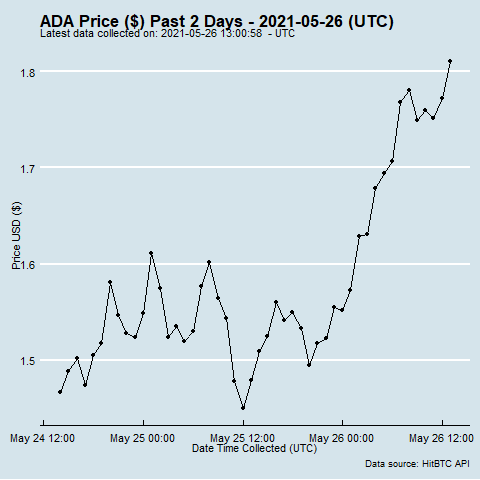 ADA Price ($) Past 2 Days - 2021-05-26 (UTC)
Latest data collected on: 2021-05-26 13:00:58  - UTC
1.8
1.7
1.6
1.5
Price USD ($)
May 24 12:00
May 25 00:00
May 25 12:00
May 26 00:00
May 26 12:00
Date Time Collected (UTC)
Data source: HitBTC API